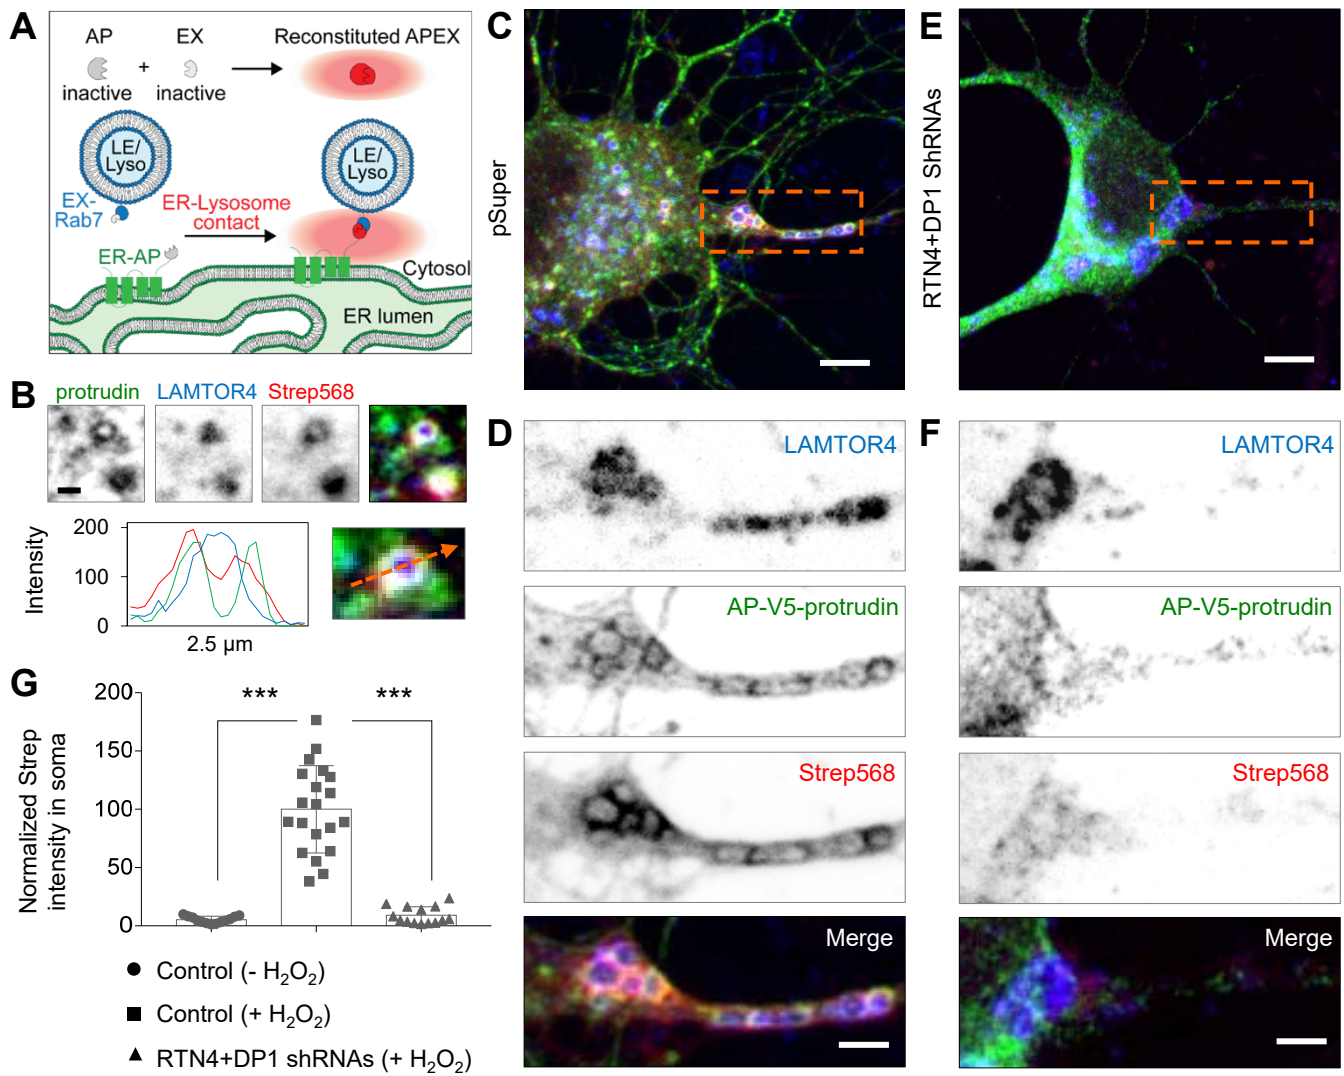 A
AP
EX
Reconstituted APEX
+
inactive
inactive
LE/
Lyso
LE/
Lyso
EX-
Rab7
ER-Lysosome
contact
ER-AP
Cytosol
ER lumen
B
protrudin
LAMTOR4
Strep568
Intensity
200
100
0
2.5 µm
C
pSuper
D
LAMTOR4
AP-V5-protrudin
Strep568
Merge
E
RTN4+DP1 ShRNAs
F
LAMTOR4
AP-V5-protrudin
Strep568
Merge
G
Normalized Strep
intensity in soma
200
150
100
50
0
***
***
Control (- H₂O₂)
Control (+ H₂O₂)
RTN4+DP1 shRNAs (+ H₂O₂)